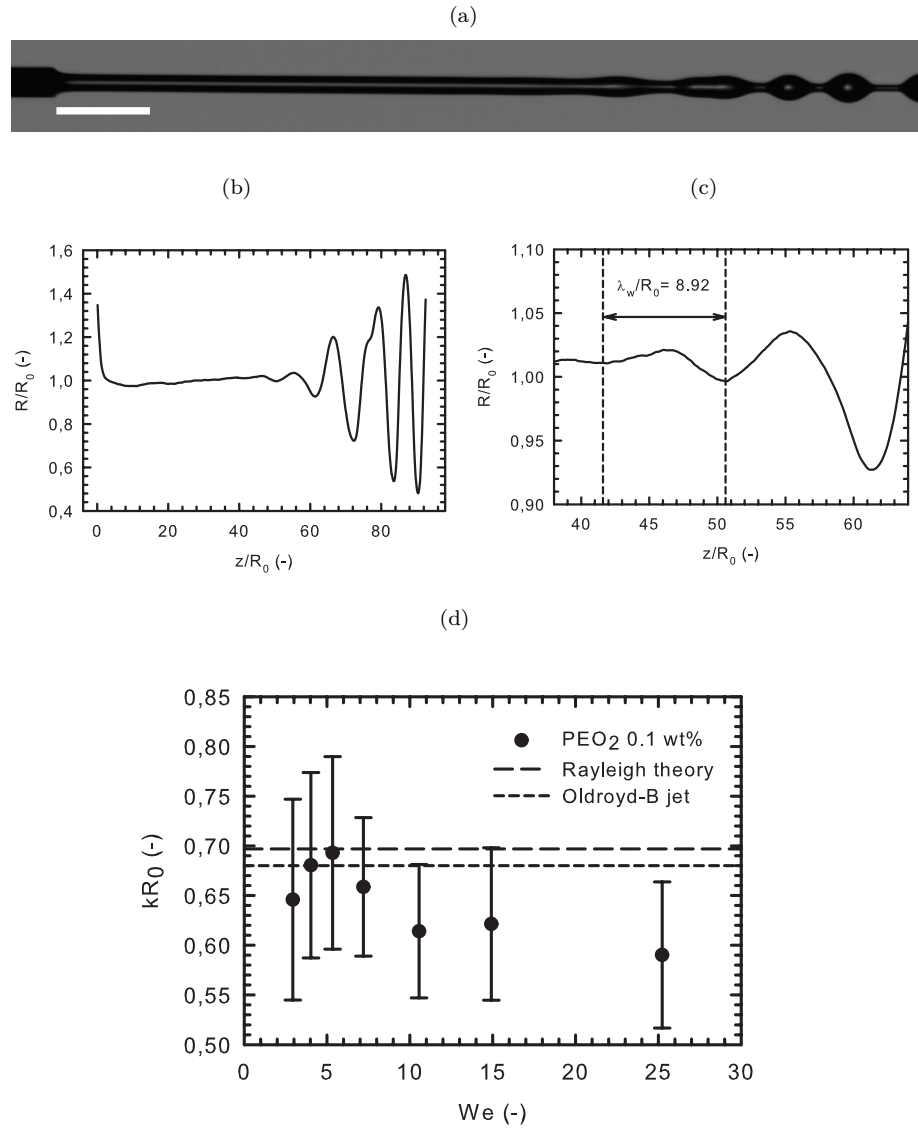 (a)
(b)
(c)
1,6
1,4
1,2
1,0
0,8
0,6
0,4
R/R0 (-)
0 20 40 60 80
z/R0 (-)
1,10
1,05
1,00
0,95
0,90
R/R0 (-)
λw/R0= 8.92
40 45 50 55 60
z/R0 (-)
(d)
0,85
0,80
0,75
0,70
0,65
0,60
0,55
0,50
kR0 (-)
PEO2 0.1 wt%
Rayleigh theory
Oldroyd-B jet
0 5 10 15 20 25 30
We (-)